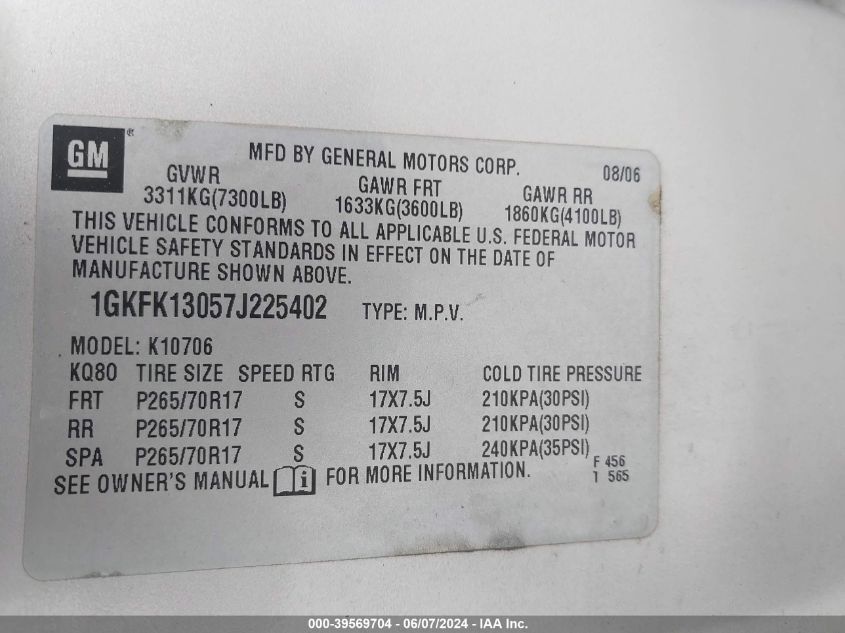 GM ®
MFD BY GENERAL MOTORS CORP. 08/06
GVWR GAWR FRT GAWR RR
3311KG(7300LB) 1633KG(3600LB) 1860KG(4100LB)
THIS VEHICLE CONFORMS TO ALL APPLICABLE U.S. FEDERAL MOTOR
VEHICLE SAFETY STANDARDS IN EFFECT ON THE DATE OF
MANUFACTURE SHOWN ABOVE.
1GKFK13057J225402 TYPE: M.P.V.
MODEL: K10706
KQ80 TIRE SIZE SPEED RTG RIM COLD TIRE PRESSURE
FRT P265/70R17 S 17X7.5J 210KPA(30PSI)
RR P265/70R17 S 17X7.5J 210KPA(30PSI)
SPA P265/70R17 S 17X7.5J 240KPA(35PSI)
F 456
SEE OWNER'S MANUAL i FOR MORE INFORMATION.
T 565
000-39569704 - 06/07/2024 - IAA Inc.